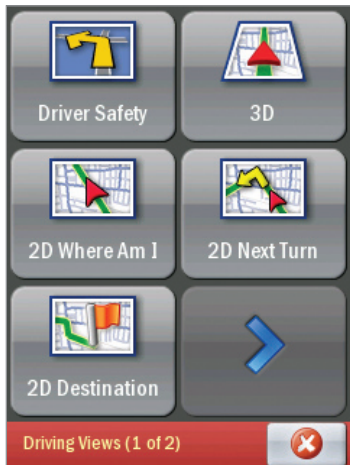 Driver Safety
3D
2D Where Am I
2D Next Turn
2D Destination
Driving Views (1 of 2)